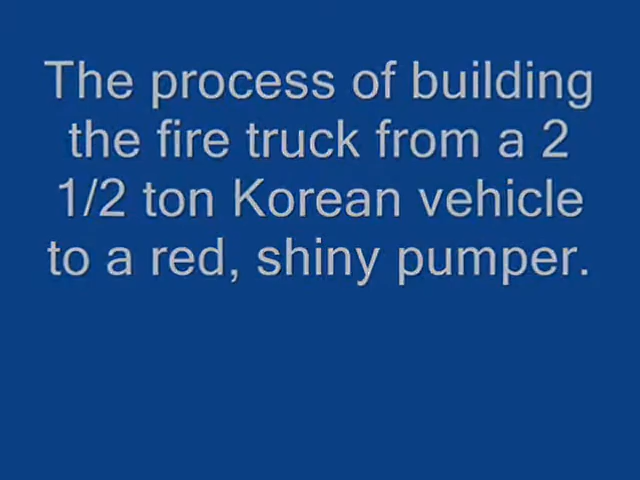 The process of building
the fire truck from a 2
1/2 ton Korean vehicle
to a red, shiny pumper.